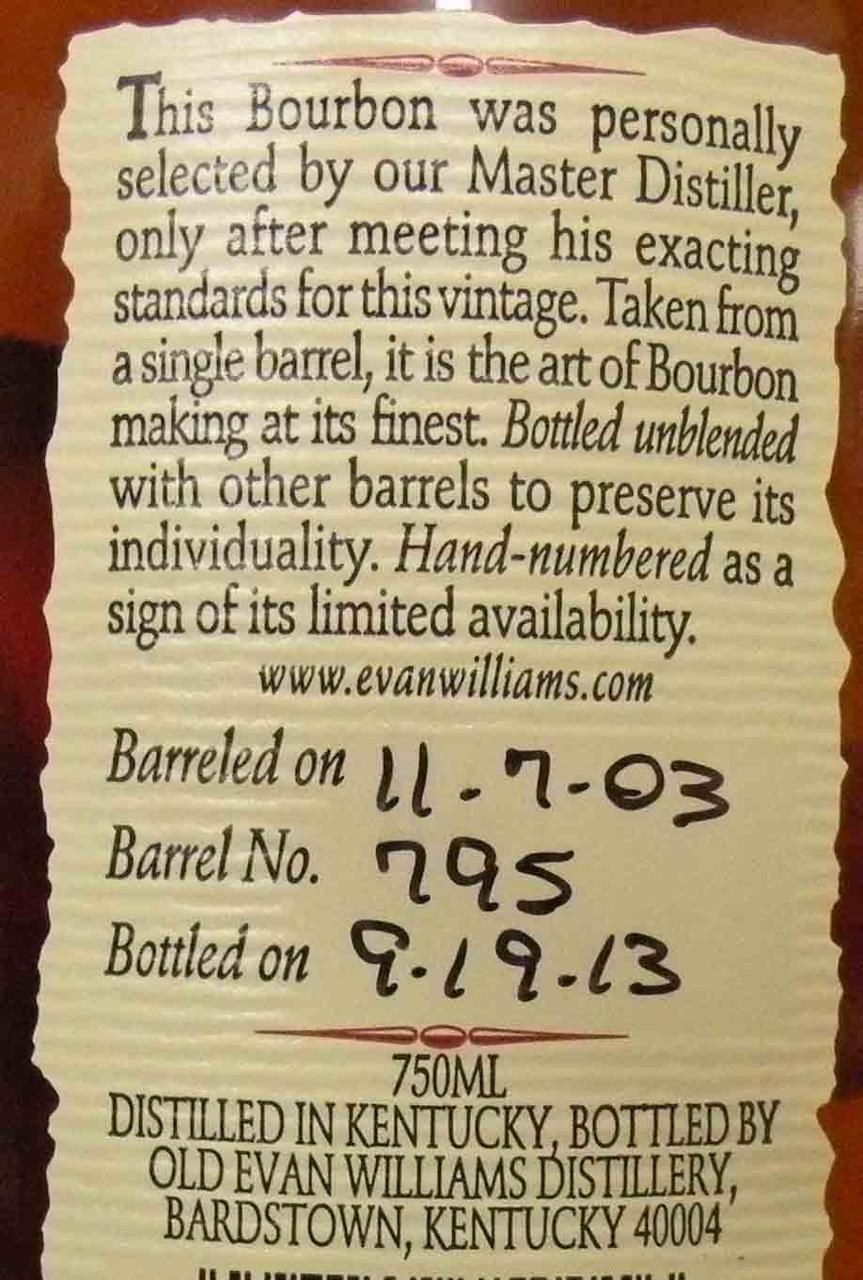 This Bourbon was personally
selected by our Master Distiller,
only after meeting his exacting
standards for this vintage. Taken from
a single barrel, it is the art of Bourbon
making at its finest. Bottled unblended
with other barrels to preserve its
individuality. Hand-numbered as a
sign of its limited availability.
www.evanwilliams.com
Barreled on 11-7-03
Barrel No. 795
Bottled on 9-19-13
750ML
DISTILLED IN KENTUCKY, BOTTLED BY
OLD EVAN WILLIAMS DISTILLERY,
BARDSTOWN, KENTUCKY 40004